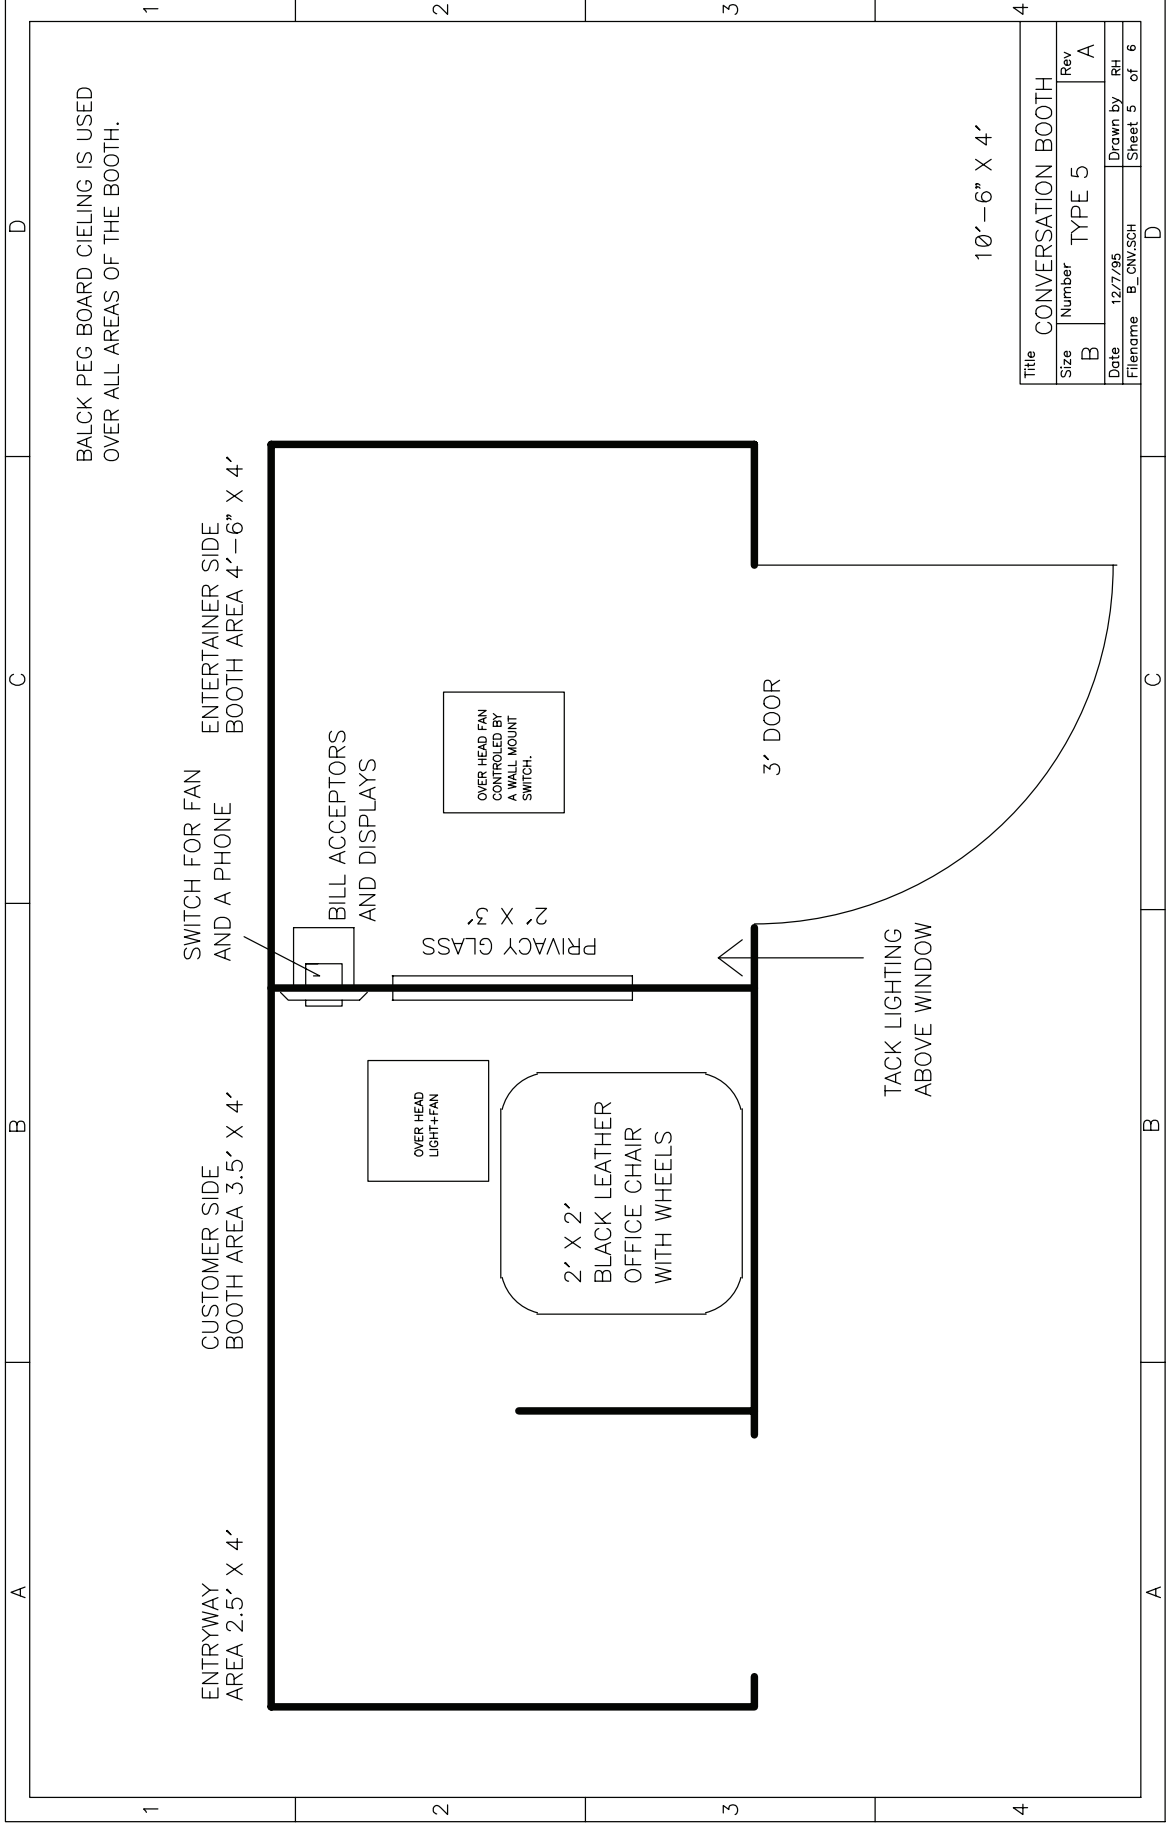 A
B
C
D
1
2
3
4
BALCK PEG BOARD CIELING IS USED
OVER ALL AREAS OF THE BOOTH.
ENTRYWAY
AREA 2.5' X 4'
CUSTOMER SIDE
BOOTH AREA 3.5' X 4'
SWITCH FOR FAN
AND A PHONE
ENTERTAINER SIDE
BOOTH AREA 4'-6" X 4'
BILL ACCEPTORS
AND DISPLAYS
OVER HEAD
LIGHT+FAN
PRIVACY GLASS
2' X 3'
OVER HEAD FAN
CONTROLED BY
A WALL MOUNT
SWITCH.
2' X 2'
BLACK LEATHER
OFFICE CHAIR
WITH WHEELS
3' DOOR
TACK LIGHTING
ABOVE WINDOW
10'-6" X 4'
Title
CONVERSATION BOOTH
Size Number Rev
B TYPE 5 A
Date 12/7/95 Drawn by RH
Filename B_CNV.SCH Sheet 5 of 6
1
2
3
4
A
B
C
D